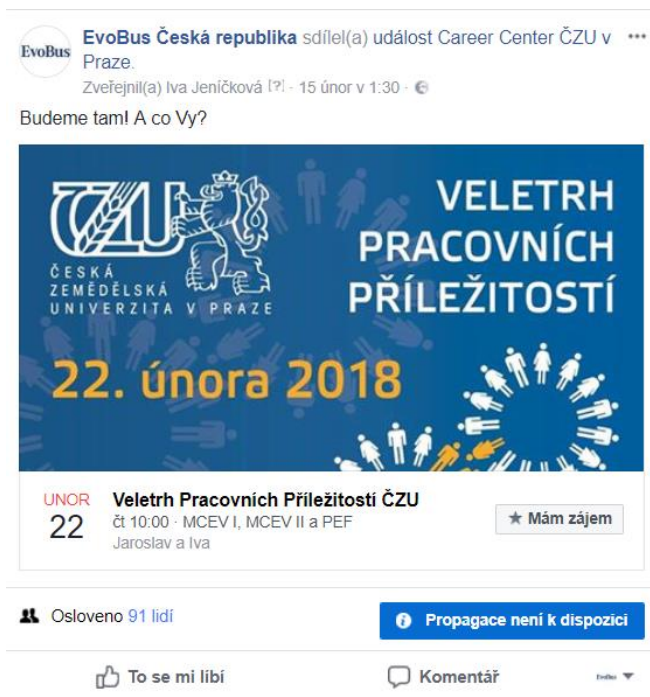 EvoBus
EvoBus Česká republika sdílel(a) událost Career Center ČZU v
Praze.
Zveřejnil(a) Iva Jeníčková [?] · 15 únor v 1:30 ·
Budeme tam! A co Vy?
ČZU
ČESKÁ
ZEMĚDĚLSKÁ
UNIVERZITA V PRAZE
VELETRH
PRACOVNÍCH
PŘÍLEŽITOSTÍ
22. února 2018
UNOR
22
Veletrh Pracovních Příležitostí ČZU
čt 10:00 · MCEV I, MCEV II a PEF
Jaroslav a Iva
★ Mám zájem
Osloveno 91 lidí
Propagace není k dispozici
To se mi líbí
Komentář
EvoBus